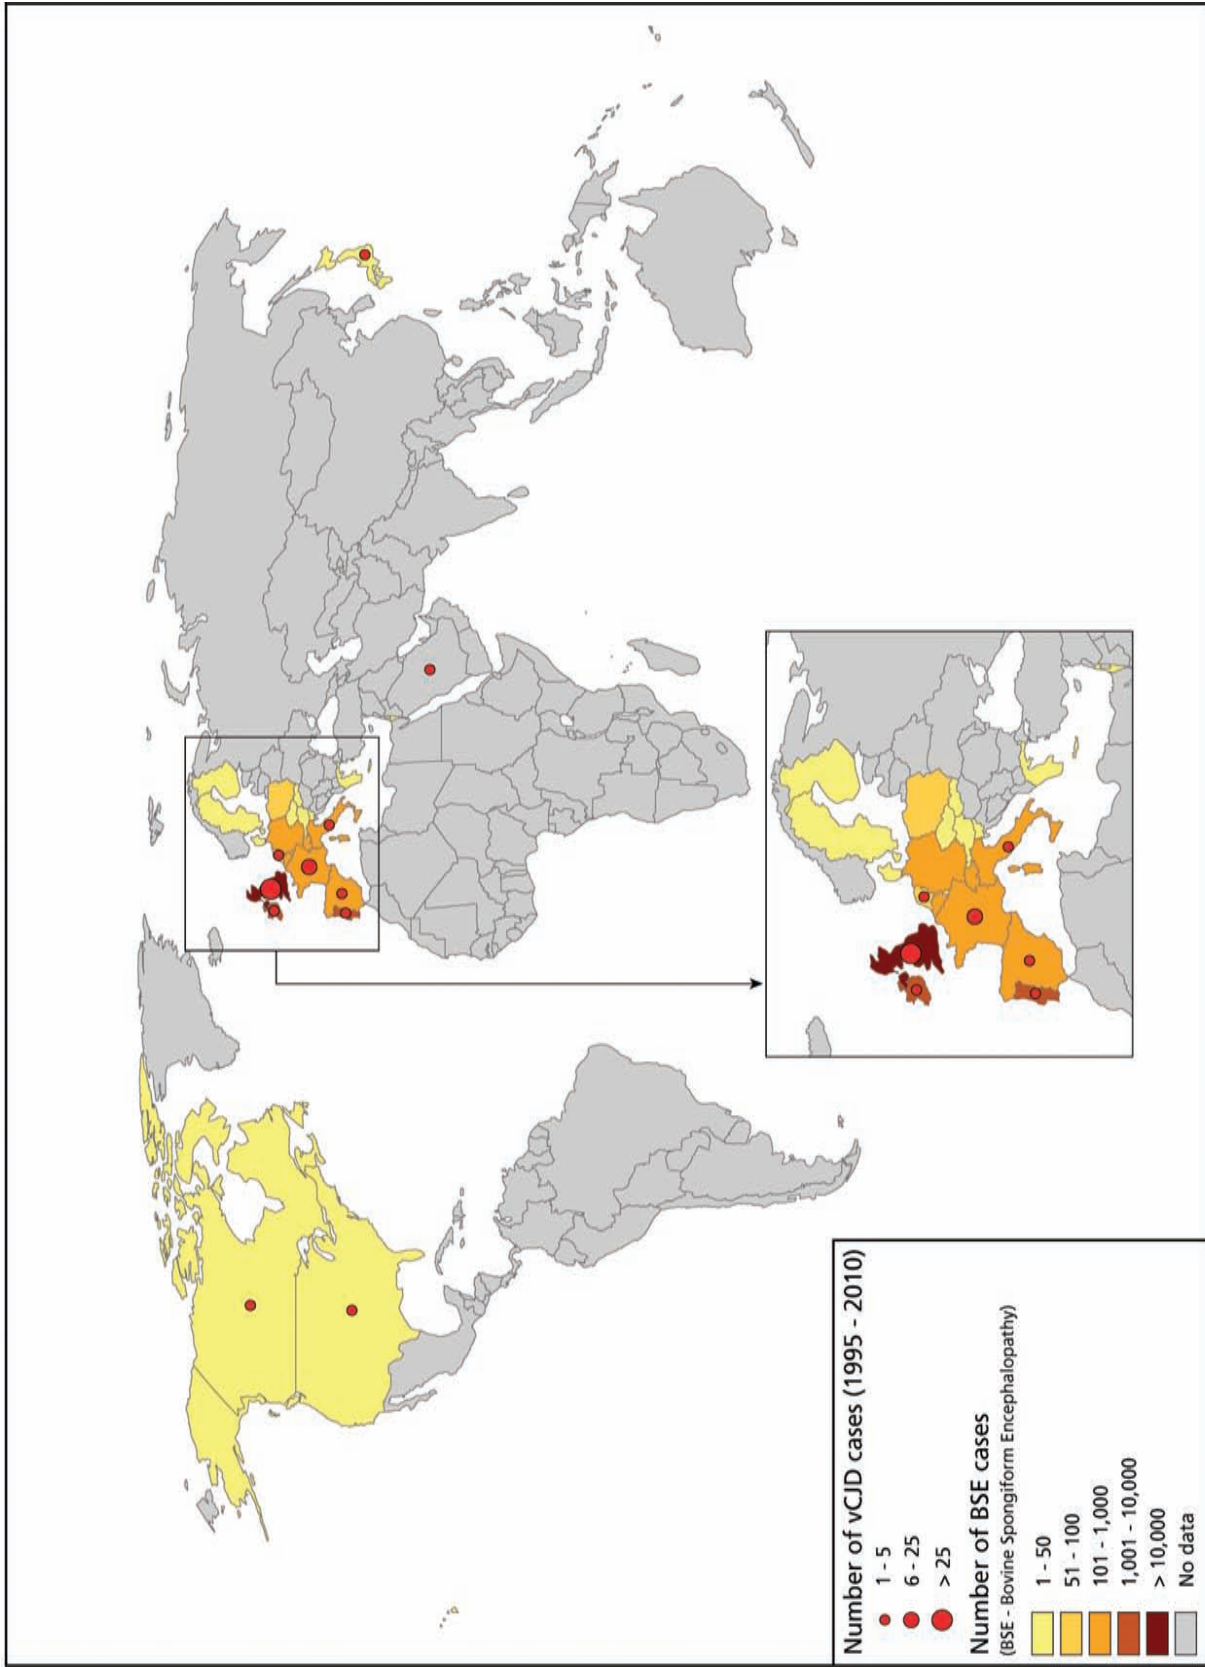 Number of vCJD cases (1995 - 2010)
1 - 5
6 - 25
> 25
Number of BSE cases
(BSE - Bovine Spongiform Encephalopathy)
1 - 50
51 - 100
101 - 1,000
1,001 - 10,000
> 10,000
No data